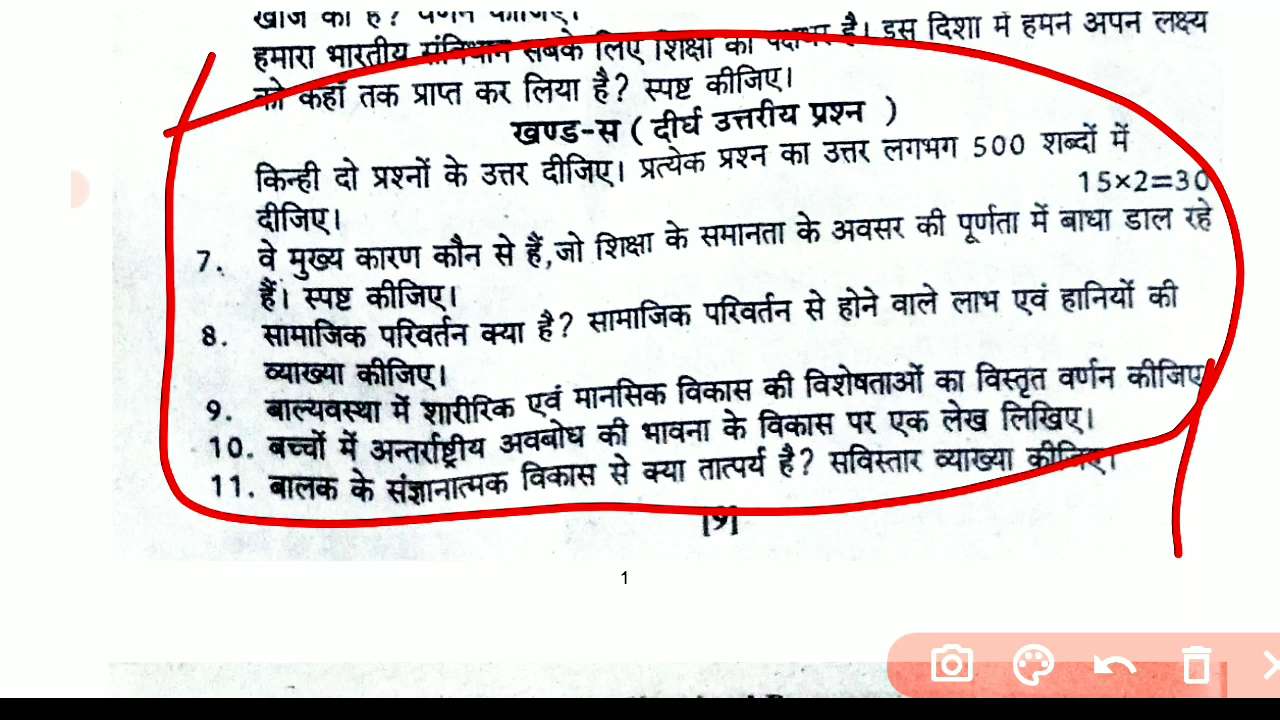 खोज की है? वर्णन कीजिए।
हमारा भारतीय संविधान सबके लिए शिक्षा का पक्षधर है। इस दिशा में हमने अपने लक्ष्य
को कहाँ तक प्राप्त कर लिया है? स्पष्ट कीजिए।
खण्ड-स ( दीर्घ उत्तरीय प्रश्न )
किन्ही दो प्रश्नों के उत्तर दीजिए। प्रत्येक प्रश्न का उत्तर लगभग 500 शब्दों में
दीजिए। 15×2=30
7. वे मुख्य कारण कौन से हैं,जो शिक्षा के समानता के अवसर की पूर्णता में बाधा डाल रहे
हैं। स्पष्ट कीजिए।
8. सामाजिक परिवर्तन क्या है? सामाजिक परिवर्तन से होने वाले लाभ एवं हानियों की
व्याख्या कीजिए।
9. बाल्यवस्था में शारीरिक एवं मानसिक विकास की विशेषताओं का विस्तृत वर्णन कीजिए
10. बच्चों में अन्तर्राष्ट्रीय अवबोध की भावना के विकास पर एक लेख लिखिए।
11. बालक के संज्ञानात्मक विकास से क्या तात्पर्य है? सविस्तार व्याख्या कीजिए।
[9]
1